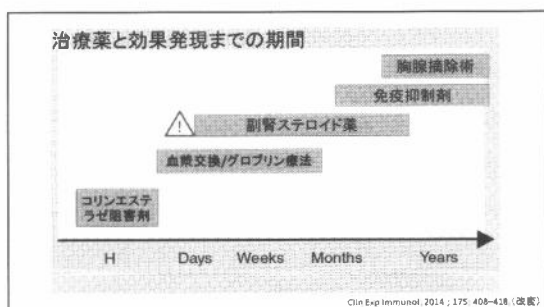 治療薬と効果発現までの期間
胸腺摘除術
免疫抑制剤
!
副腎ステロイド薬
血漿交換/グロブリン療法
コリンエステ
ラゼ阻害剤
H Days Weeks Months Years
Clin Exp Immunol. 2014 ; 175: 408-418.(改変)